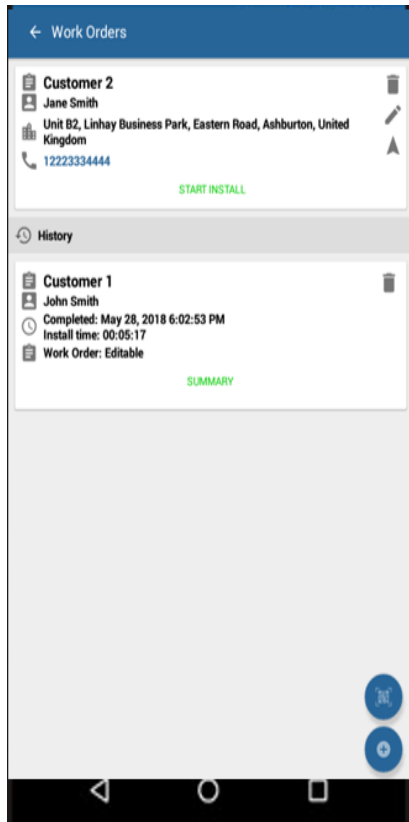 Work Orders
Customer 2
Jane Smith
Unit B2, Linhay Business Park, Eastern Road, Ashburton, United
Kingdom
12223334444
START INSTALL
History
Customer 1
John Smith
Completed: May 28, 2018 6:02:53 PM
Install time: 00:05:17
Work Order: Editable
SUMMARY